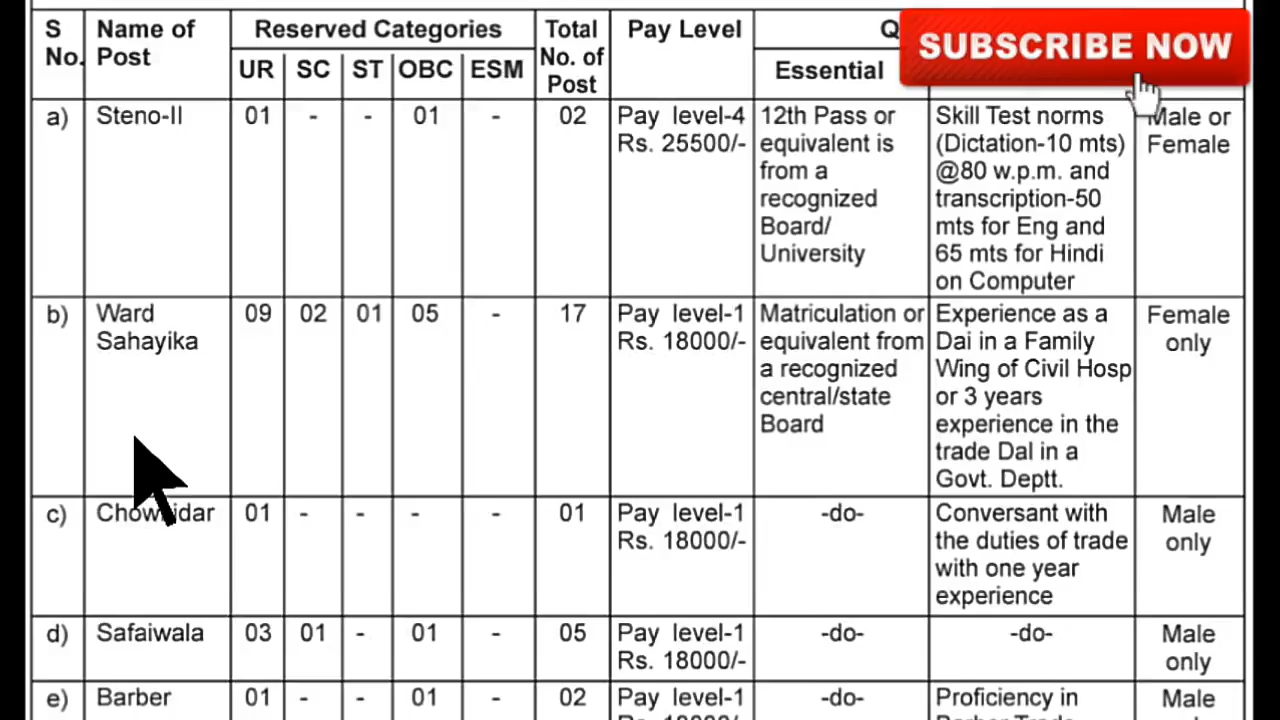 S No. Name of Post Reserved Categories Total No. of Post Pay Level Q SUBSCRIBE NOW
UR SC ST OBC ESM Essential
a) Steno-II 01 - - 01 02 Pay level-4 12th Pass or Skill Test norms Male or
Rs. 25500/- equivalent is (Dictation-10 mts) Female
from a @80 w.p.m. and
recognized transcription-50
Board/ mts for Eng and
University 65 mts for Hindi
on Computer
b) Ward 09 02 01 05 - 17 Pay level-1 Matriculation or Experience as a Female
Sahayika Rs. 18000/- equivalent from Dai in a Family only
a recognized Wing of Civil Hosp
central/state or 3 years
Board experience in the
trade Dal in a
Govt. Deptt.
c) Chowkidar 01 - - - - 01 Pay level-1 -do- Conversant with Male
Rs. 18000/- the duties of trade only
with one year
experience
d) Safaiwala 03 01 - 01 - 05 Pay level-1 -do- -do- Male
Rs. 18000/- only
e) Barber 01 - - 01 - 02 Pay level-1 -do- Proficiency in Male